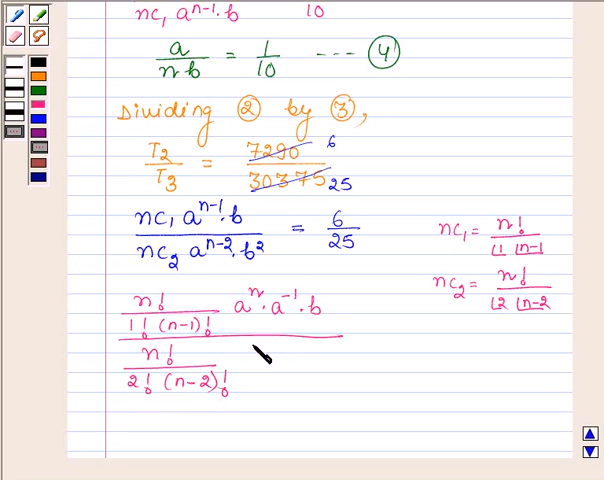 nc₁ aⁿ⁻¹·b    10
a/nb = 1/10 --- (4)
Dividing (2) by (3),
T₂/T₃ = 7290/30375 6/25
nc₁ aⁿ⁻¹·b / nc₂ aⁿ⁻²·b² = 6/25
nc₁ = n!/(⌊1 ⌊n-1)
nc₂ = n!/(⌊2 ⌊n-2)
n!/(1! (n-1)!) aⁿ·a⁻¹·b
n!/(2! (n-2)!)